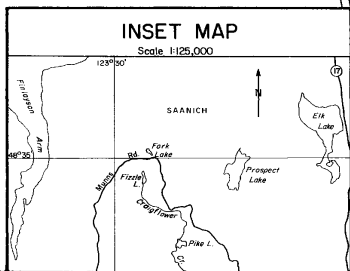 INSET MAP
Scale 1:125,000
123°30'
17
Finlayson
Arm
N
SAANICH
Elk
Lake
48°35'
Munns
Rd.
Fork
Lake
Fizzle
L.
Prospect
Lake
Craigflower
Pike L.